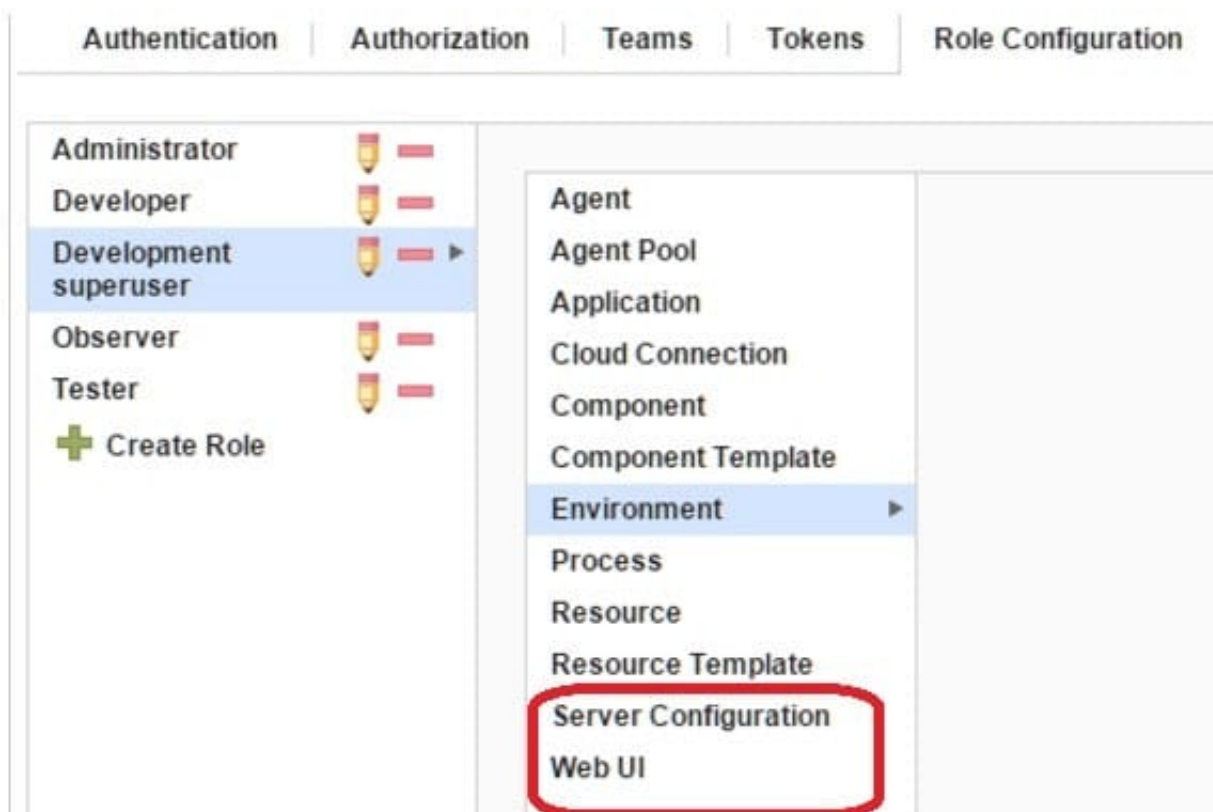 Authentication Authorization Teams Tokens Role Configuration
Administrator
Developer
Development
superuser
Observer
Tester
Create Role
Agent
Agent Pool
Application
Cloud Connection
Component
Component Template
Environment
Process
Resource
Resource Template
Server Configuration
Web UI